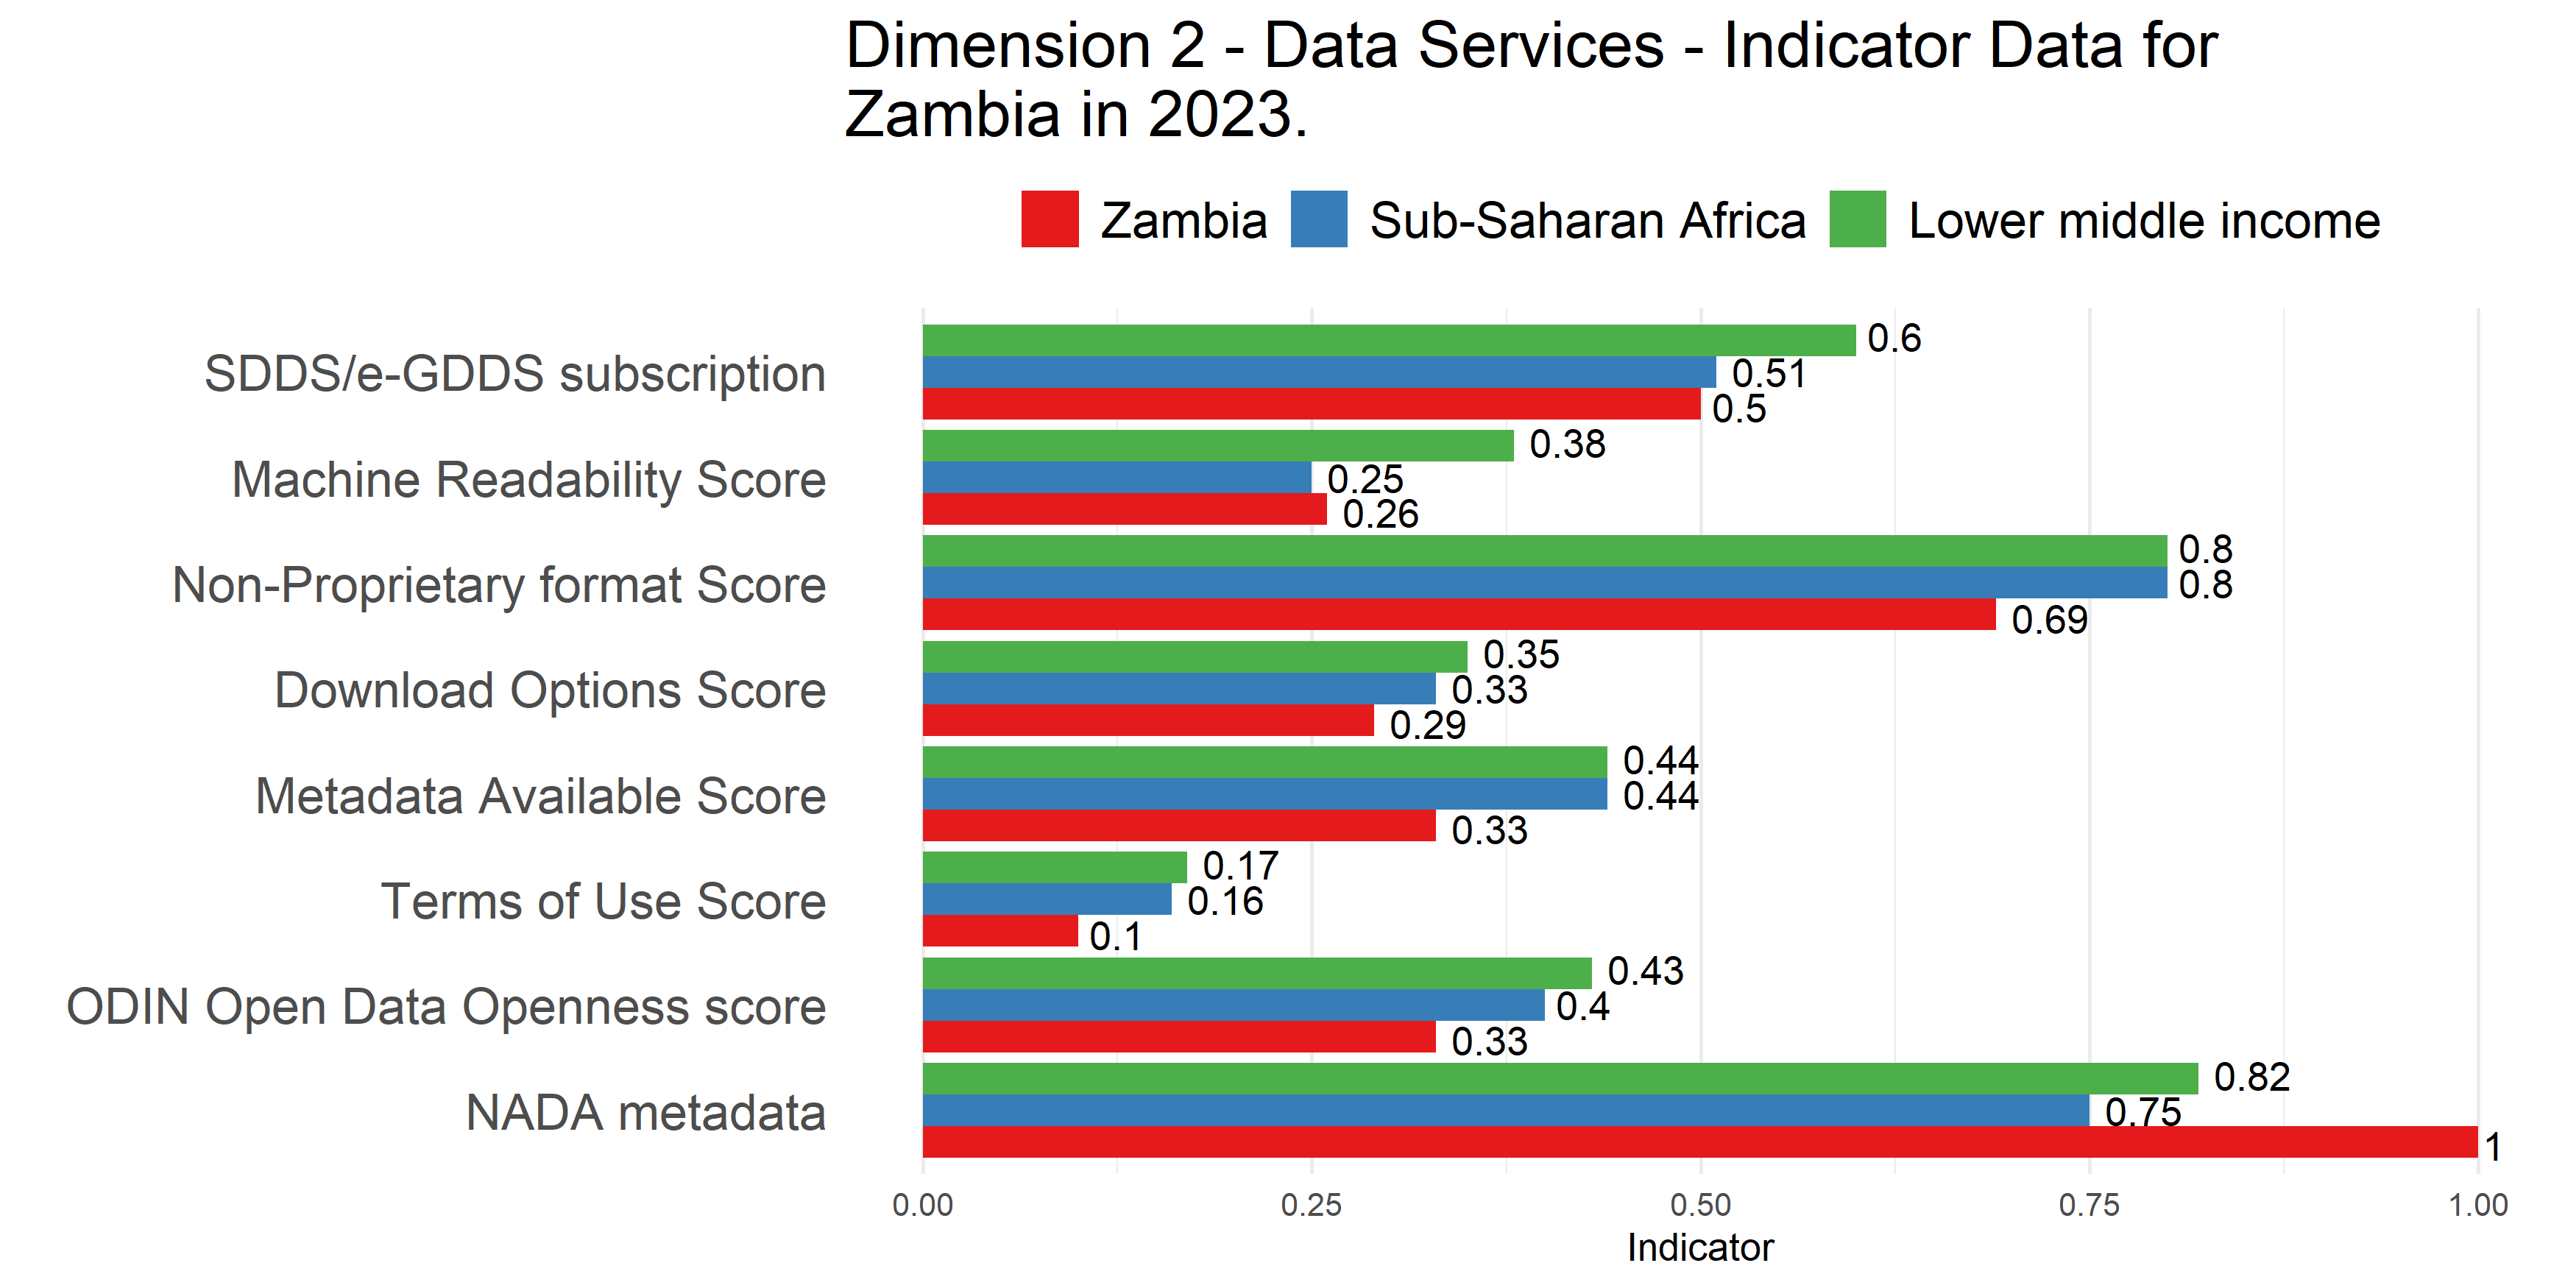 Dimension 2 - Data Services - Indicator Data for
Zambia in 2023.
Zambia Sub-Saharan Africa Lower middle income
SDDS/e-GDDS subscription
0.6
0.51
0.5
Machine Readability Score
0.38
0.25
0.26
Non-Proprietary format Score
0.8
0.8
0.69
Download Options Score
0.35
0.33
0.29
Metadata Available Score
0.44
0.44
0.33
Terms of Use Score
0.17
0.16
0.1
ODIN Open Data Openness score
0.43
0.4
0.33
NADA metadata
0.82
0.75
1
0.00 0.25 0.50 0.75 1.00
Indicator